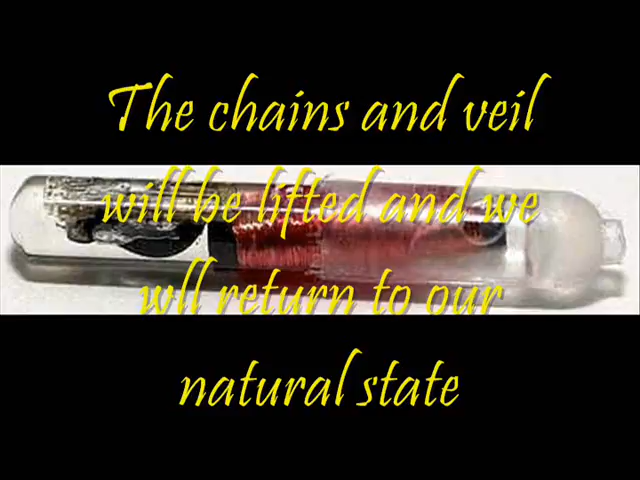 The chains and veil
will be lifted and we
wll return to our
natural state